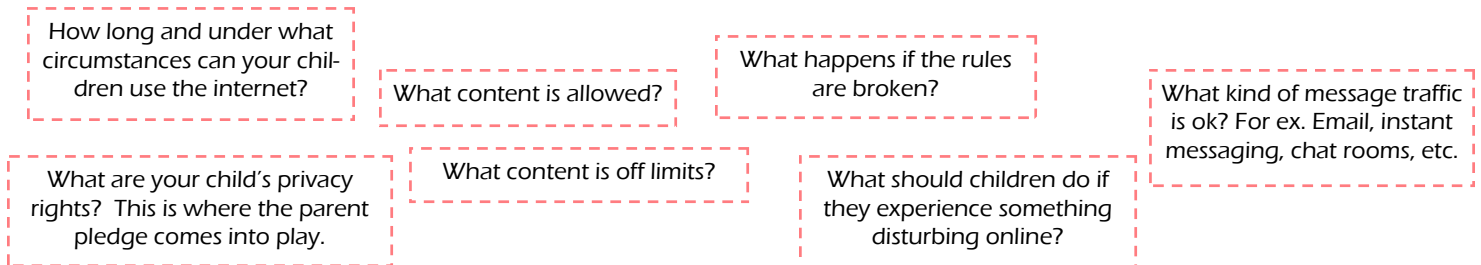 How long and under what
circumstances can your chil-
dren use the internet?
What content is allowed?
What happens if the rules
are broken?
What kind of message traffic
is ok? For ex. Email, instant
messaging, chat rooms, etc.
What are your child's privacy
rights?  This is where the parent
pledge comes into play.
What content is off limits?
What should children do if
they experience something
disturbing online?